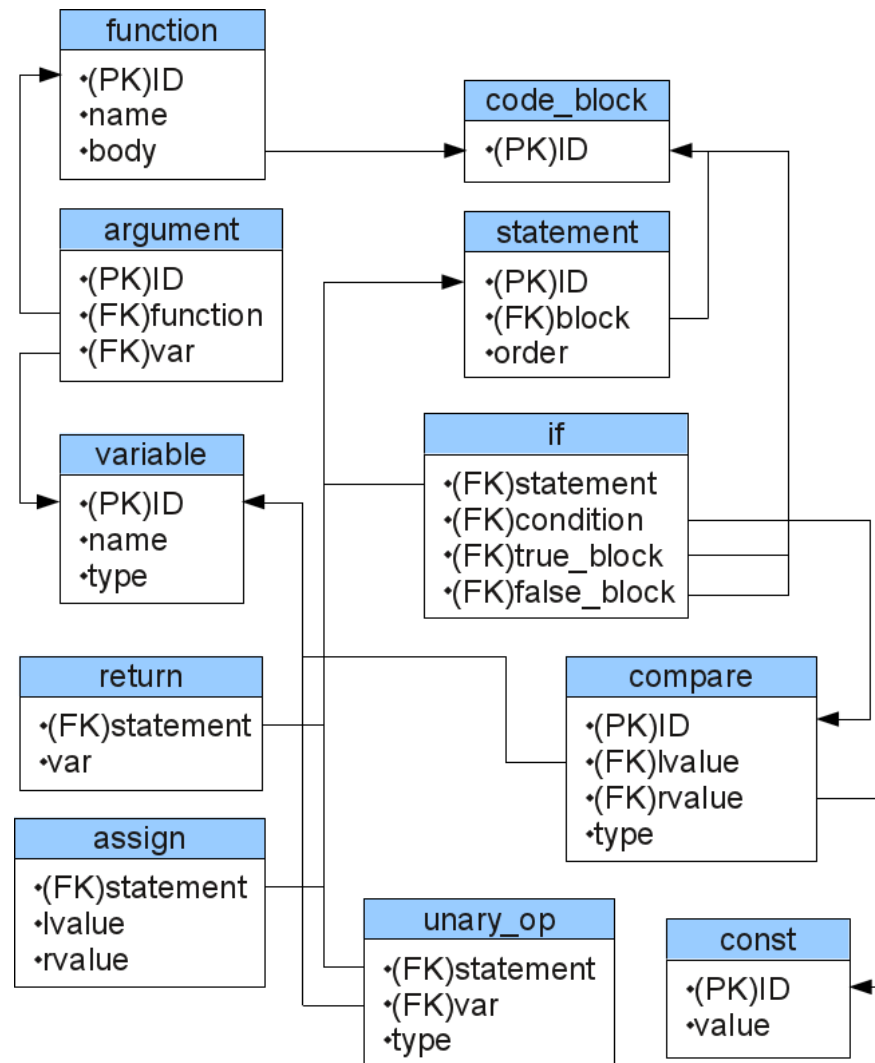 function
(PK)ID
name
body
code_block
(PK)ID
argument
(PK)ID
(FK)function
(FK)var
statement
(PK)ID
(FK)block
order
variable
(PK)ID
name
type
if
(FK)statement
(FK)condition
(FK)true_block
(FK)false_block
return
(FK)statement
var
compare
(PK)ID
(FK)lvalue
(FK)rvalue
type
assign
(FK)statement
lvalue
rvalue
unary_op
(FK)statement
(FK)var
type
const
(PK)ID
value